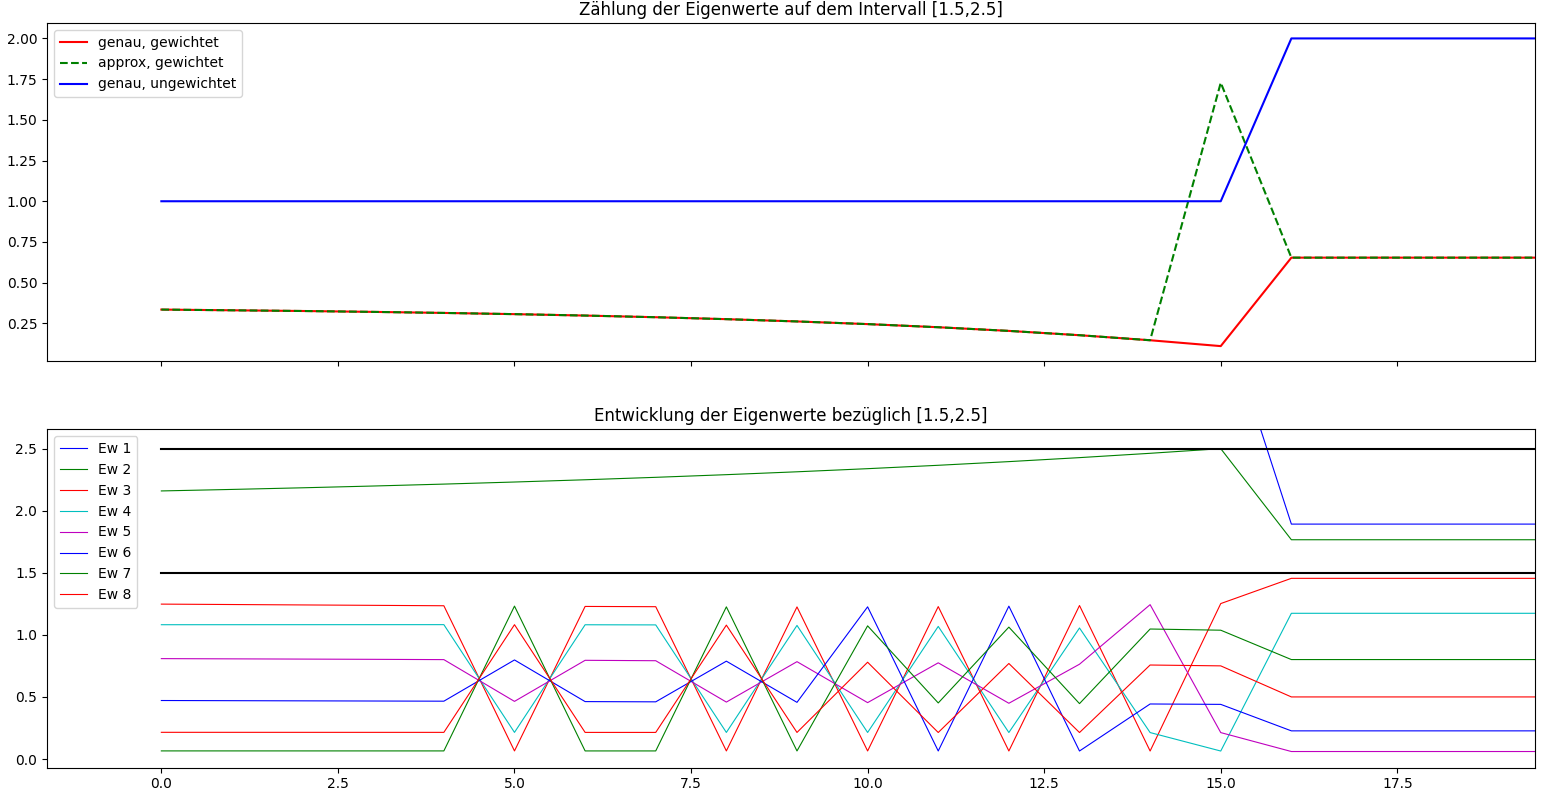 Zählung der Eigenwerte auf dem Intervall [1.5,2.5]
genau, gewichtet
approx, gewichtet
genau, ungewichtet
2.00
1.75
1.50
1.25
1.00
0.75
0.50
0.25
Entwicklung der Eigenwerte bezüglich [1.5,2.5]
Ew 1
Ew 2
Ew 3
Ew 4
Ew 5
Ew 6
Ew 7
Ew 8
2.5
2.0
1.5
1.0
0.5
0.0
0.0 2.5 5.0 7.5 10.0 12.5 15.0 17.5